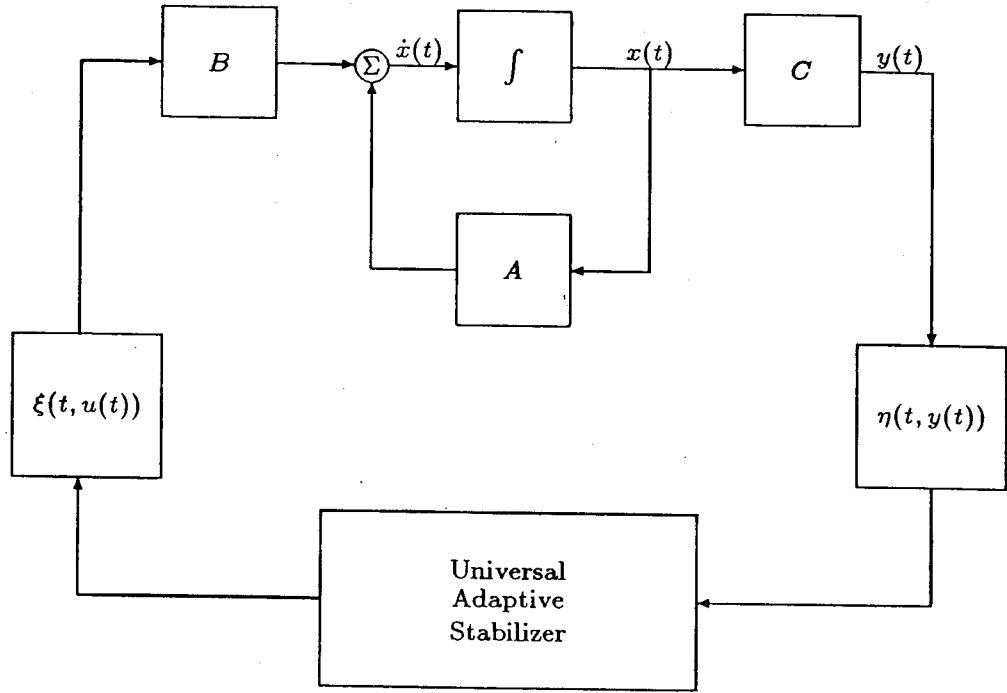 B
Σ
ẋ(t)
∫
x(t)
C
y(t)
A
ξ(t, u(t))
η(t, y(t))
Universal
Adaptive
Stabilizer